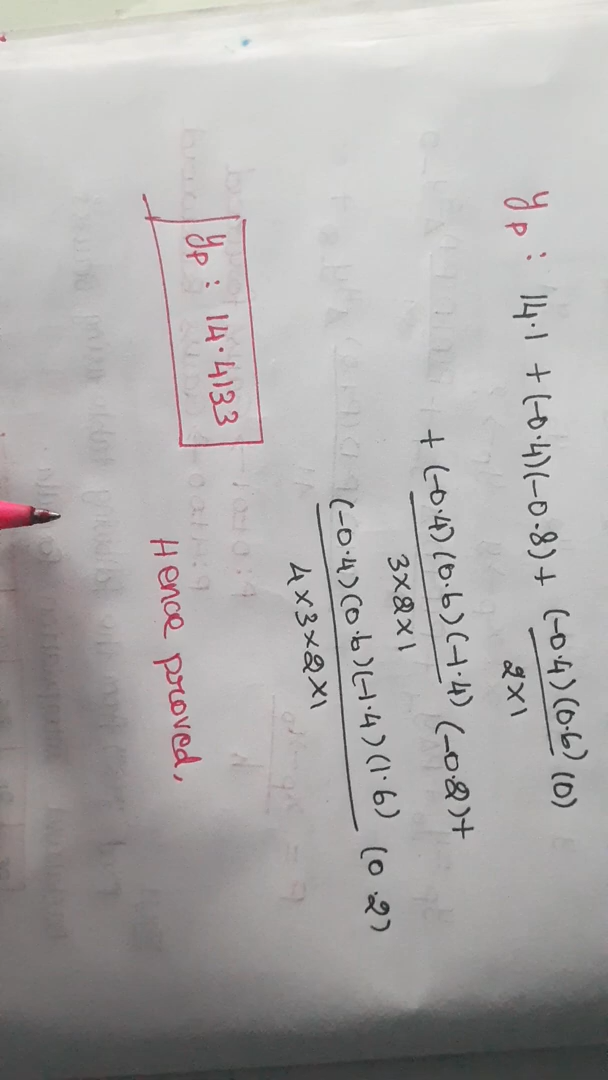 yp : 14.1 + (-0.4)(-0.8) + (-0.4)(0.6)/2×1 (0)
+ (-0.4)(0.6)(-1.4)/3×2×1 (-0.2) +
(-0.4)(0.6)(-1.4)(1.6)/4×3×2×1 (0.2)
yp : 14.4133
Hence proved,